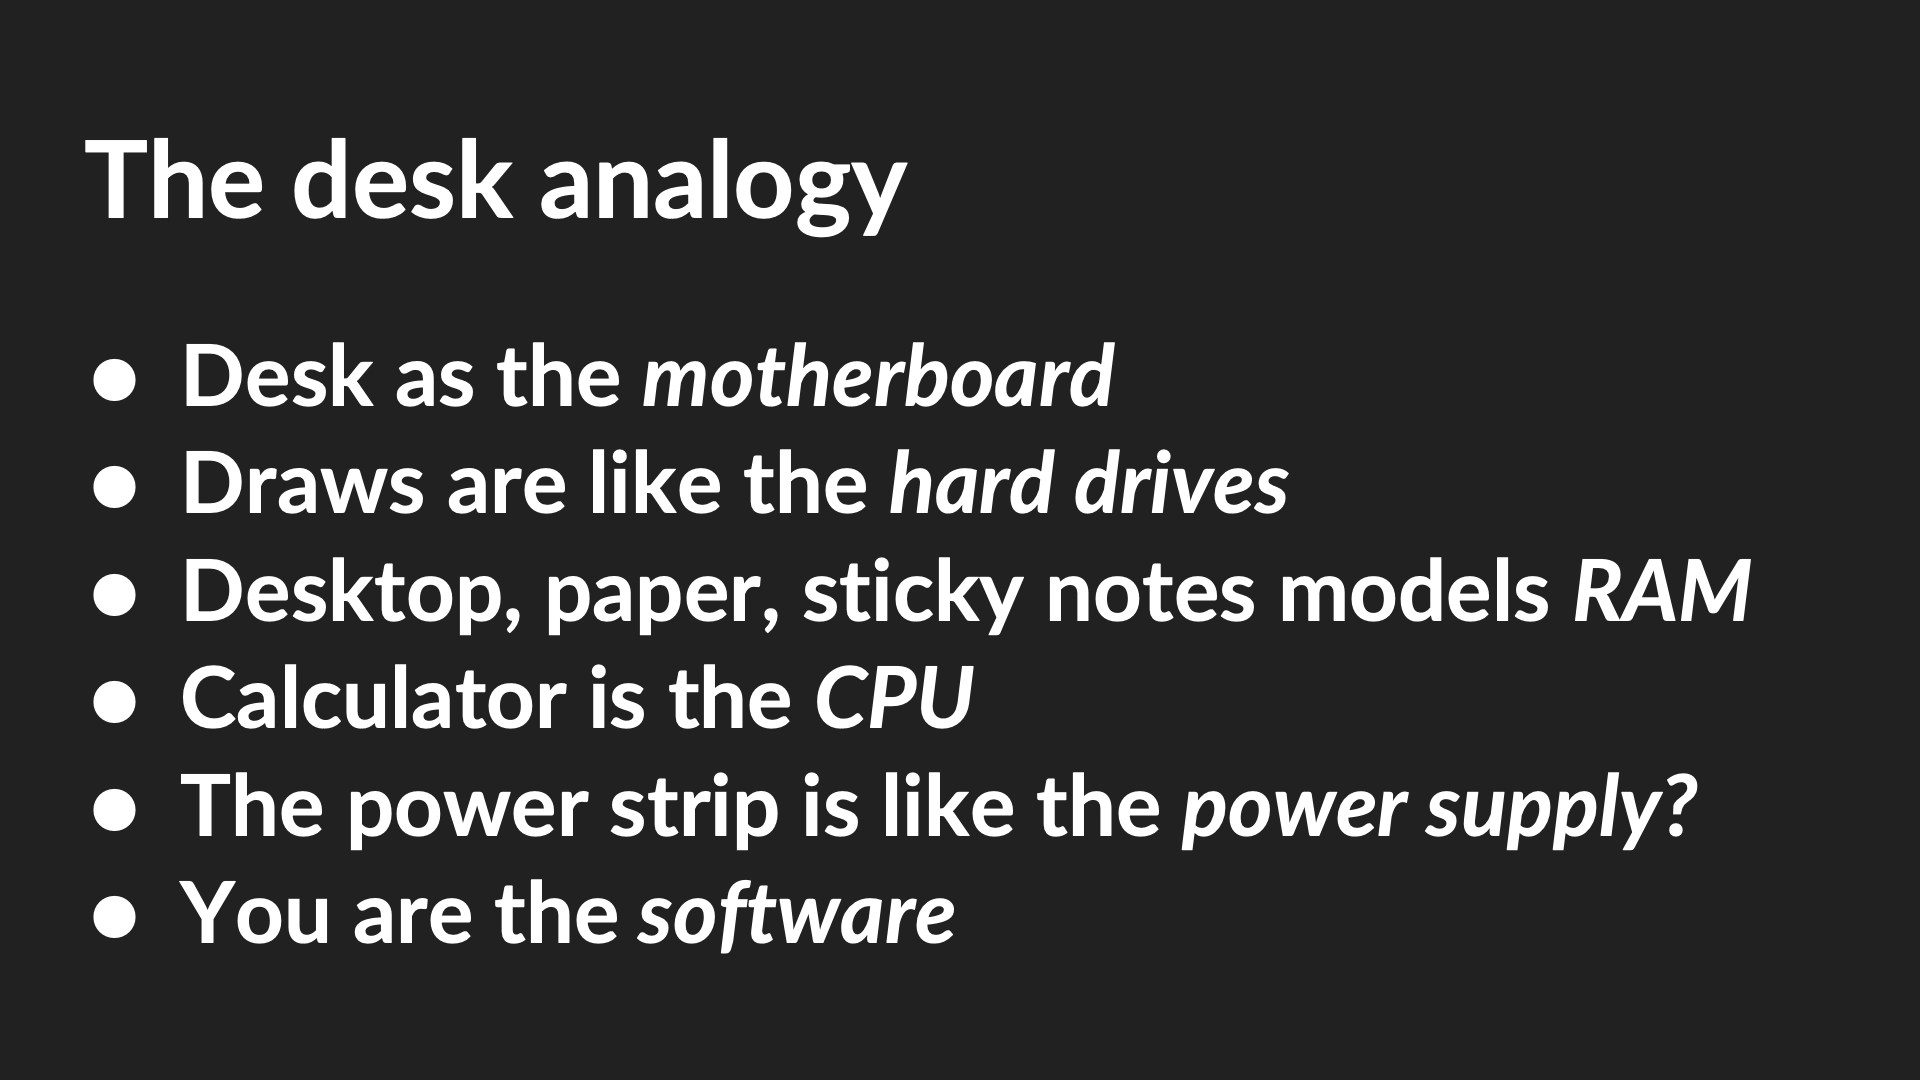 The desk analogy
● Desk as the motherboard
● Draws are like the hard drives
● Desktop, paper, sticky notes models RAM
● Calculator is the CPU
● The power strip is like the power supply?
● You are the software